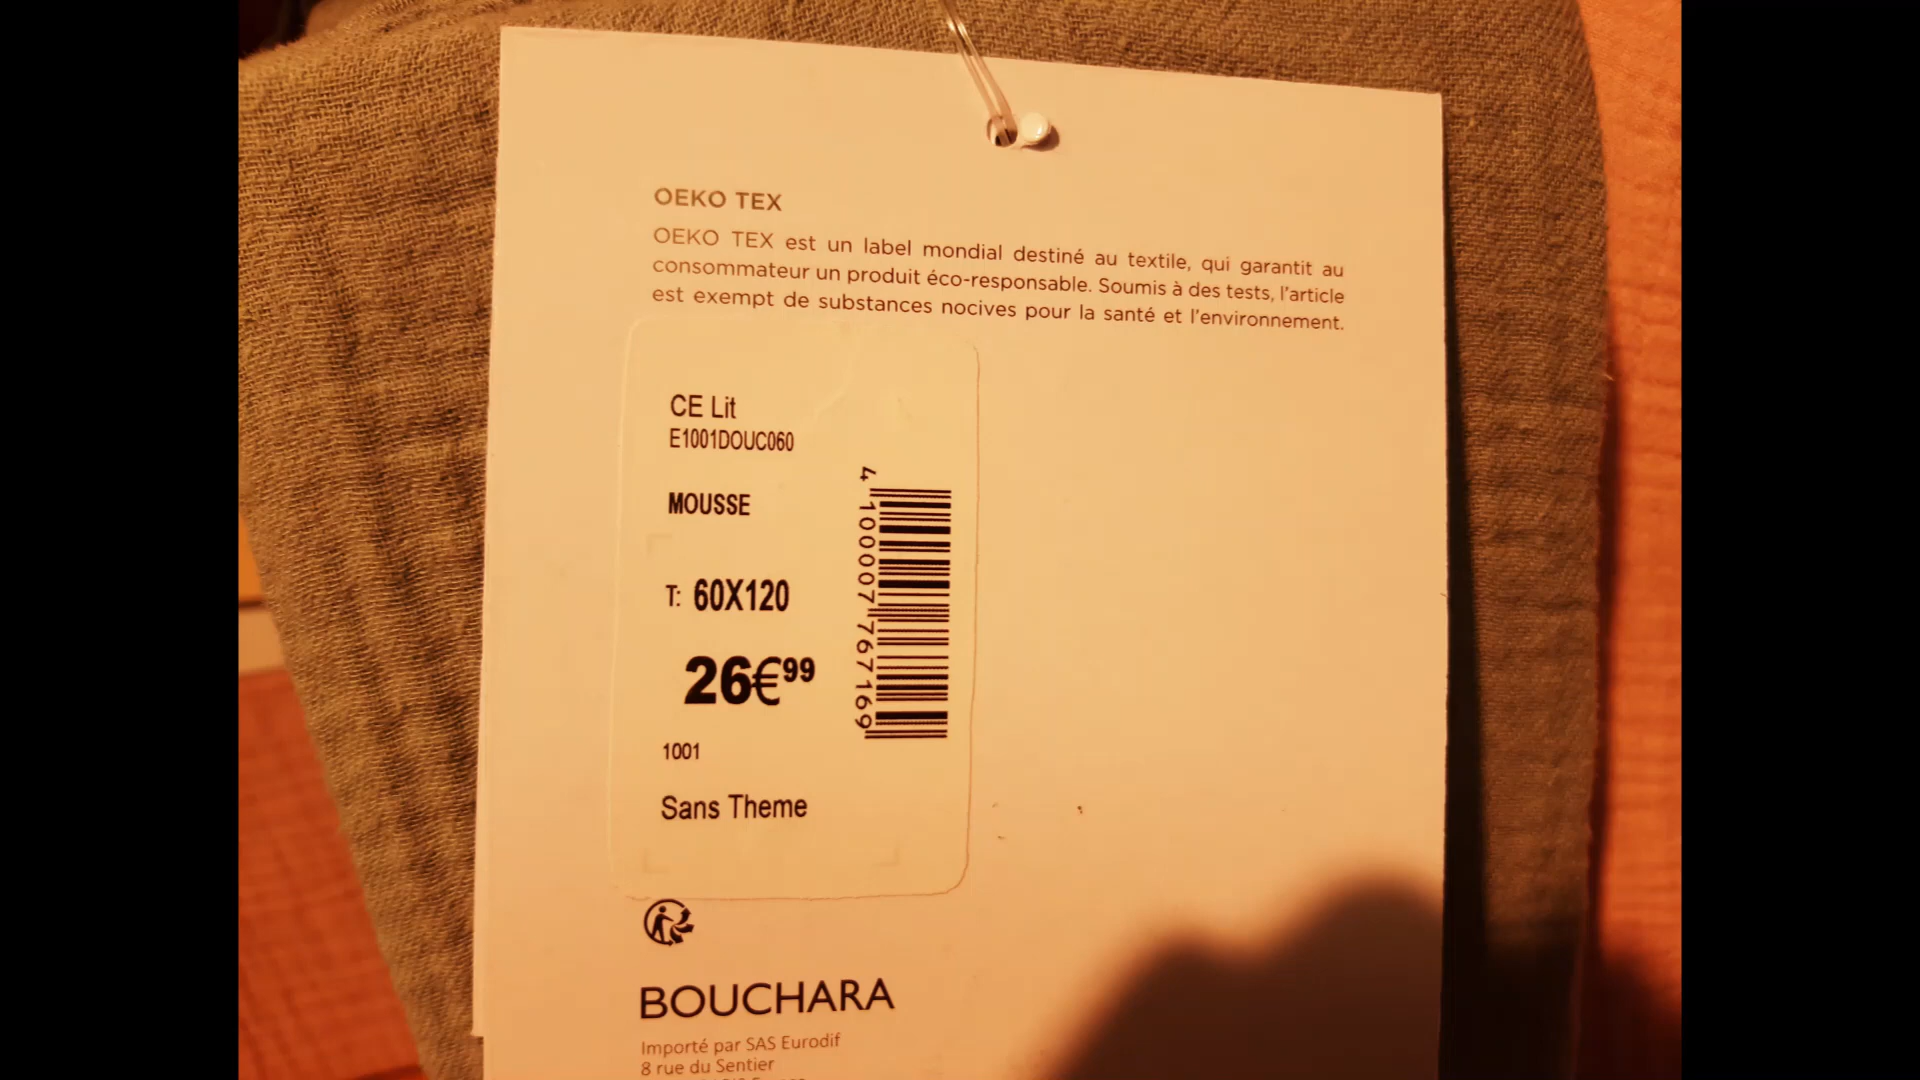 OEKO TEX
OEKO TEX est un label mondial destiné au textile, qui garantit au
consommateur un produit éco-responsable. Soumis à des tests, l'article
est exempt de substances nocives pour la santé et l'environnement.
CE Lit
E1001DOUC060
MOUSSE
T: 60X120
26€99
1001
Sans Theme
4 100007 767169
BOUCHARA
Importé par SAS Eurodif
8 rue du Sentier